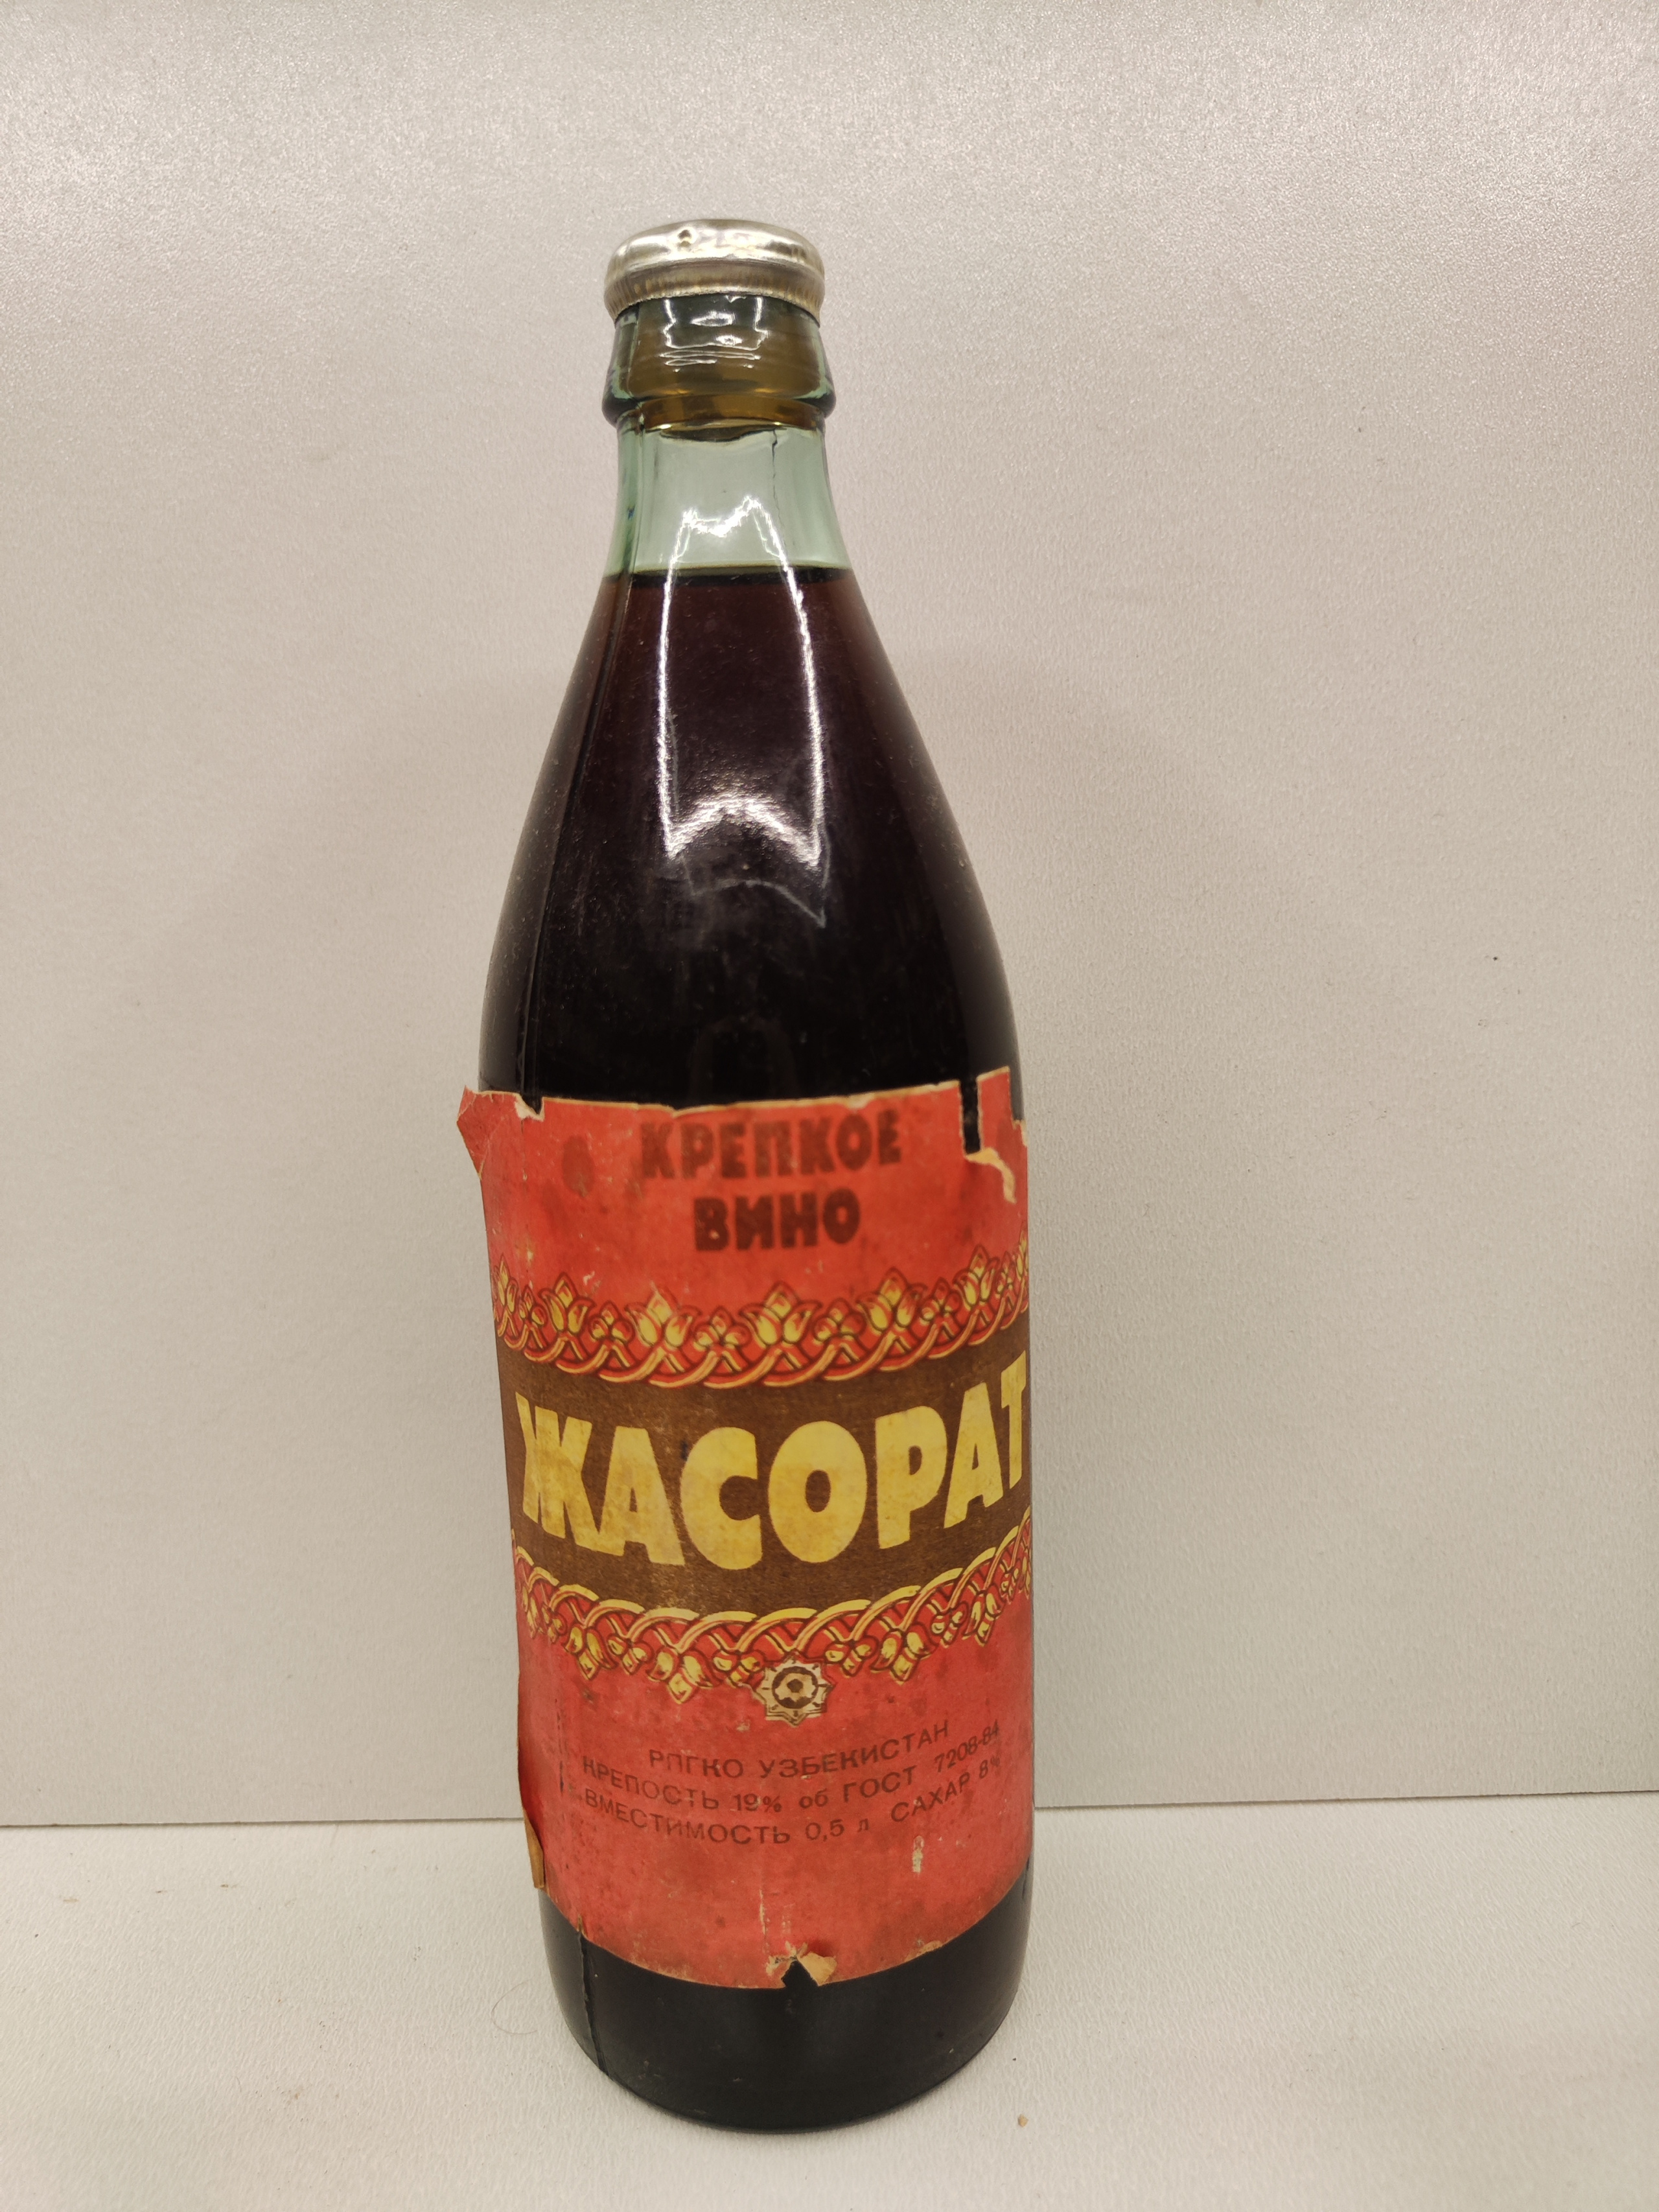 КРЕПКОЕ
ВИНО
ЖАСОРАТ
РПГКО УЗБЕКИСТАН
КРЕПОСТЬ 19% об ГОСТ 7208-84
ВМЕСТИМОСТЬ 0,5 л САХАР 8%